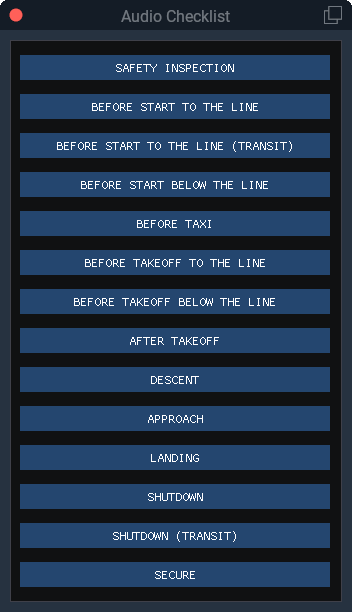 Audio Checklist
SAFETY INSPECTION
BEFORE START TO THE LINE
BEFORE START TO THE LINE (TRANSIT)
BEFORE START BELOW THE LINE
BEFORE TAXI
BEFORE TAKEOFF TO THE LINE
BEFORE TAKEOFF BELOW THE LINE
AFTER TAKEOFF
DESCENT
APPROACH
LANDING
SHUTDOWN
SHUTDOWN (TRANSIT)
SECURE